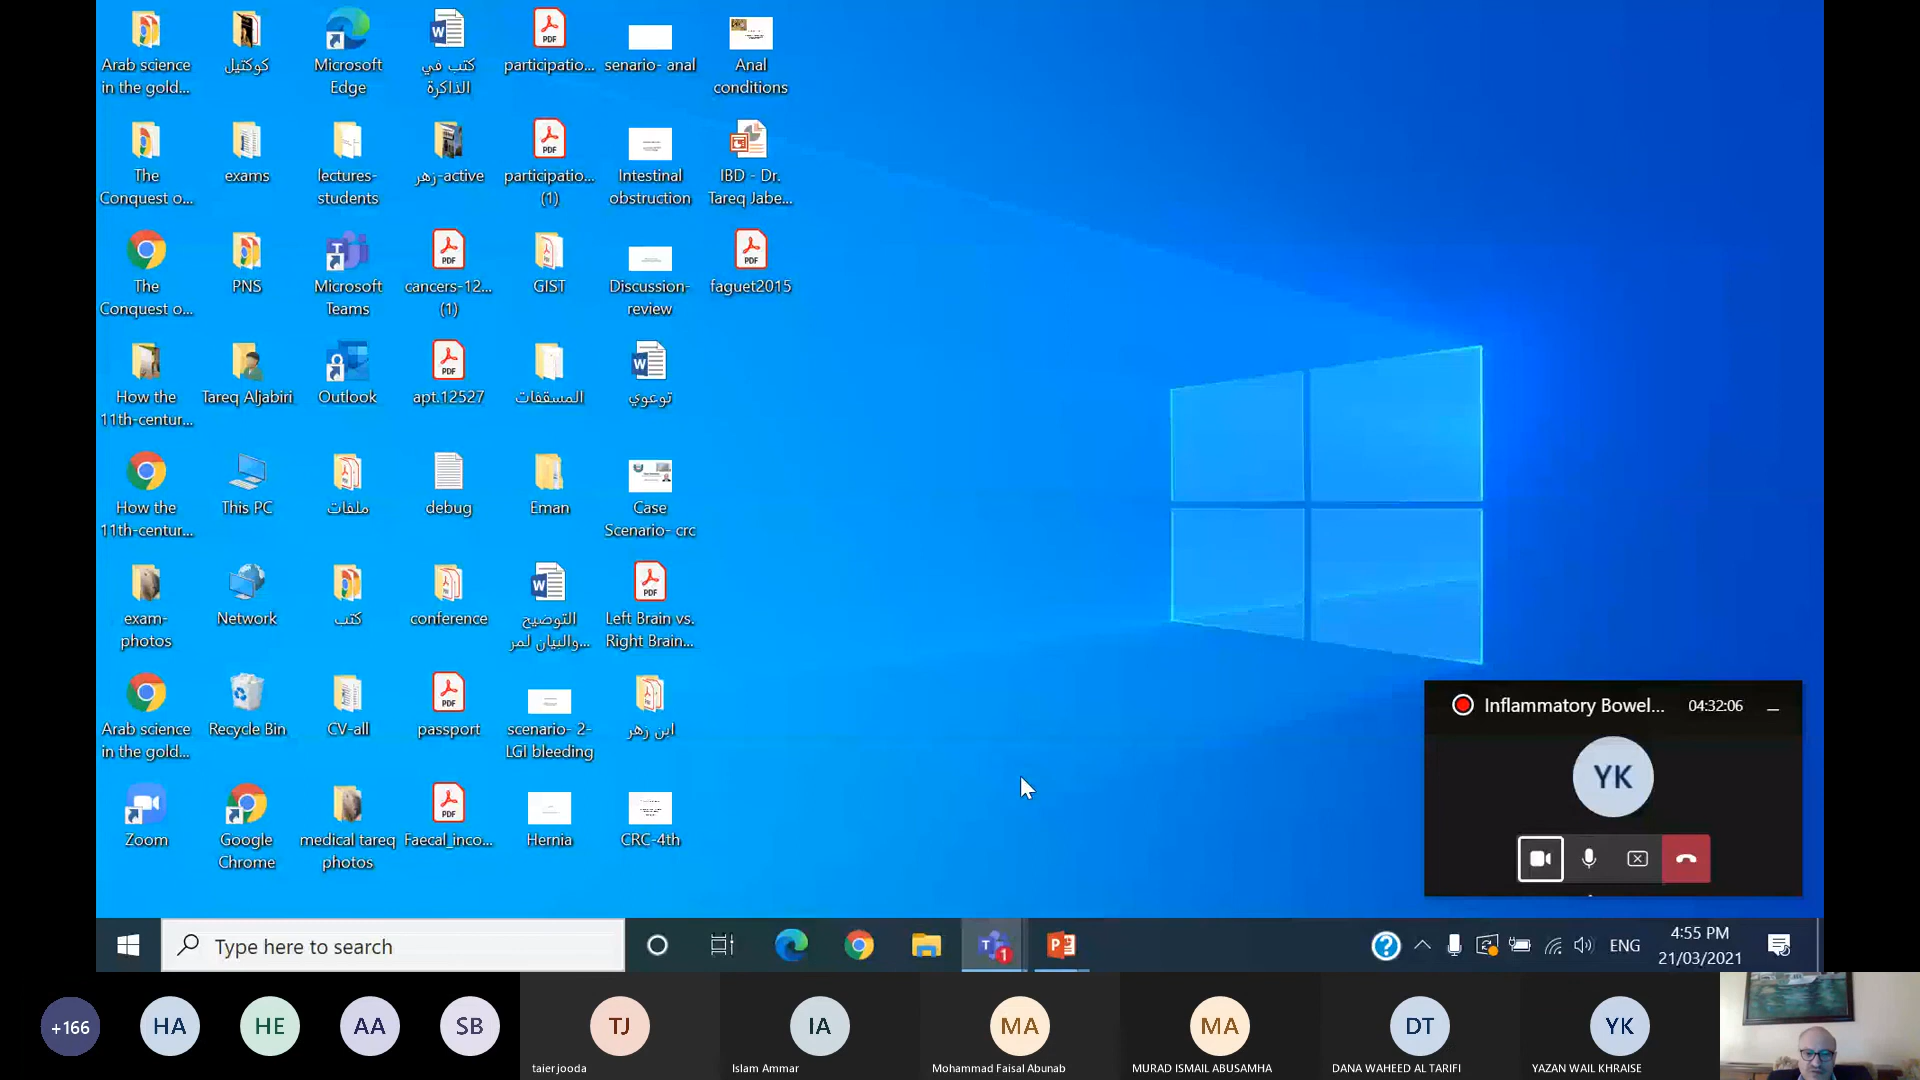 Arab science
in the gold...
كوكتيل
Microsoft
Edge
كتب في
الذاكرة
participatio...
senario- anal
Anal
conditions
The
Conquest o...
exams
lectures-
students
زهر-active
participatio...
(1)
Intestinal
obstruction
IBD - Dr.
Tareq Jabe...
The
Conquest o...
PNS
Microsoft
Teams
cancers-12...
(1)
GIST
Discussion-
review
faguet2015
How the
11th-centur...
Tareq Aljabiri
Outlook
apt.12527
المسقفات
توعوي
How the
11th-centur...
This PC
ملفات
debug
Eman
Case
Scenario- crc
exam-
photos
Network
كتب
conference
التوضيح
والبيان لمر...
Left Brain vs.
Right Brain...
Arab science
in the gold...
Recycle Bin
CV-all
passport
scenario- 2-
LGI bleeding
ابن زهر
Zoom
Google
Chrome
medical tareq
photos
Faecal_inco...
Hernia
CRC-4th
Inflammatory Bowel...
04:32:06
YK
Type here to search
1
ENG
4:55 PM
21/03/2021
+166
HA
HE
AA
SB
TJ
taier jooda
IA
Islam Ammar
MA
Mohammad Faisal Abunab
MA
MURAD ISMAIL ABUSAMHA
DT
DANA WAHEED AL TARIFI
YK
YAZAN WAIL KHRAISE